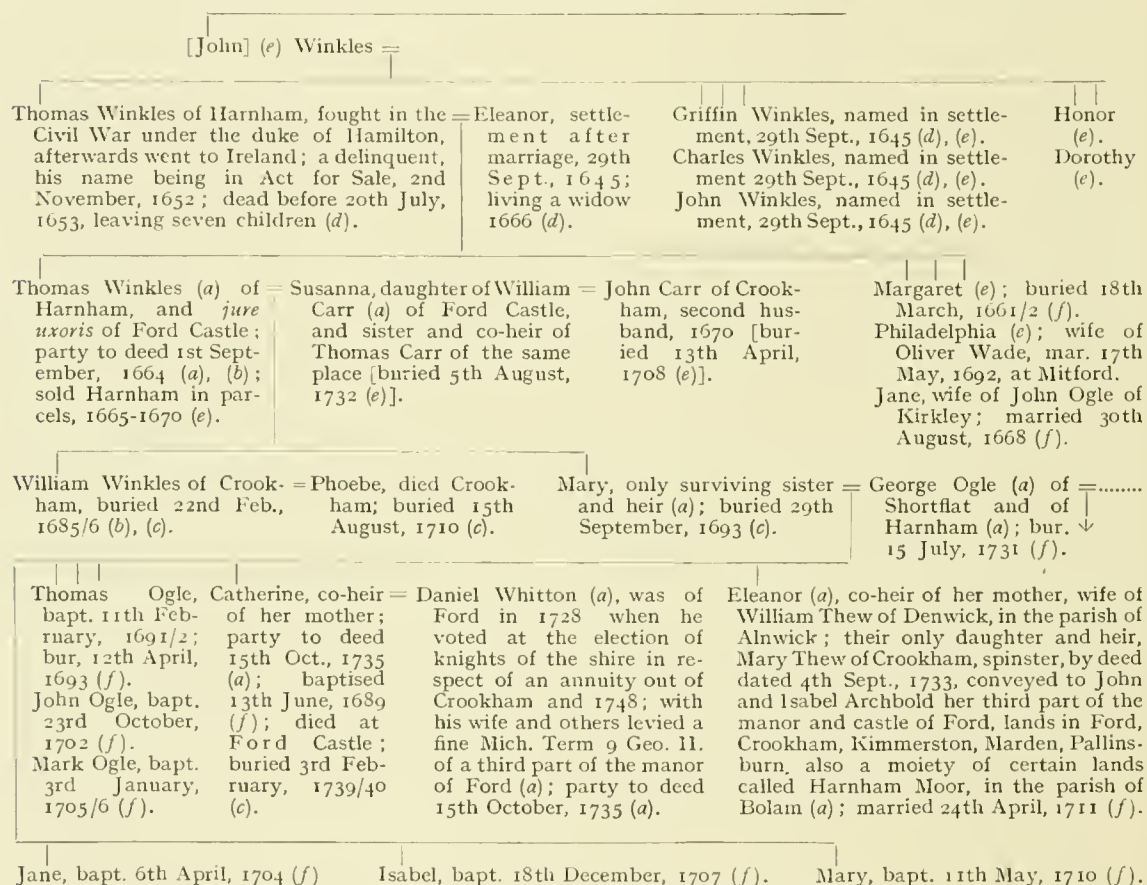 [John] (e) Winkles =
Thomas Winkles of Harnham, fought in the
Civil War under the duke of Hamilton,
afterwards went to Ireland; a delinquent,
his name being in Act for Sale, 2nd
November, 1652; dead before 20th July,
1653, leaving seven children (d).
= Eleanor, settle-
ment after
marriage, 29th
Sept., 1645;
living a widow
1666 (d).
Griffin Winkles, named in settle-
ment, 29th Sept., 1645 (d), (e).
Charles Winkles, named in settle-
ment 29th Sept., 1645 (d), (e).
John Winkles, named in settle-
ment, 29th Sept., 1645 (d), (e).
Honor
(e).
Dorothy
(e).
Thomas Winkles (a) of
Harnham, and jure
uxoris of Ford Castle;
party to deed 1st Sept-
ember, 1664 (a), (b);
sold Harnham in par-
cels, 1665-1670 (e).
= Susanna, daughter of William
Carr (a) of Ford Castle,
and sister and co-heir of
Thomas Carr of the same
place [buried 5th August,
1732 (e)].
= John Carr of Crook-
ham, second hus-
band, 1670 [bur-
ied 13th April,
1708 (e)].
Margaret (e); buried 18th
March, 1661/2 (f).
Philadelphia (e); wife of
Oliver Wade, mar. 17th
May, 1692, at Mitford.
Jane, wife of John Ogle of
Kirkley; married 30th
August, 1668 (f).
William Winkles of Crook-
ham, buried 22nd Feb.,
1685/6 (b), (c).
= Phoebe, died Crook-
ham; buried 15th
August, 1710 (c).
Mary, only surviving sister
and heir (a); buried 29th
September, 1693 (c).
= George Ogle (a) of =........
Shortflat and of
Harnham (a); bur.
15 July, 1731 (f).
Thomas Ogle,
bapt. 11th Feb-
ruary, 1691/2;
bur, 12th April,
1693 (f).
John Ogle, bapt.
23rd October,
1702 (f).
Mark Ogle, bapt.
3rd January,
1705/6 (f).
Catherine, co-heir
of her mother;
party to deed
15th Oct., 1735
(a); baptised
13th June, 1689
(f); died at
Ford Castle;
buried 3rd Feb-
ruary, 1739/40
(c).
= Daniel Whitton (a), was of
Ford in 1728 when he
voted at the election of
knights of the shire in re-
spect of an annuity out of
Crookham and 1748; with
his wife and others levied a
fine Mich. Term 9 Geo. II.
of a third part of the manor
of Ford (a); party to deed
15th October, 1735 (a).
Eleanor (a), co-heir of her mother, wife of
William Thew of Denwick, in the parish of
Alnwick; their only daughter and heir,
Mary Thew of Crookham, spinster, by deed
dated 4th Sept., 1733, conveyed to John
and Isabel Archbold her third part of the
manor and castle of Ford, lands in Ford,
Crookham, Kimmerston, Marden, Pallins-
burn, also a moiety of certain lands
called Harnham Moor, in the parish of
Bolam (a); married 24th April, 1711 (f).
Jane, bapt. 6th April, 1704 (f)
Isabel, bapt. 18th December, 1707 (f).
Mary, bapt. 11th May, 1710 (f).